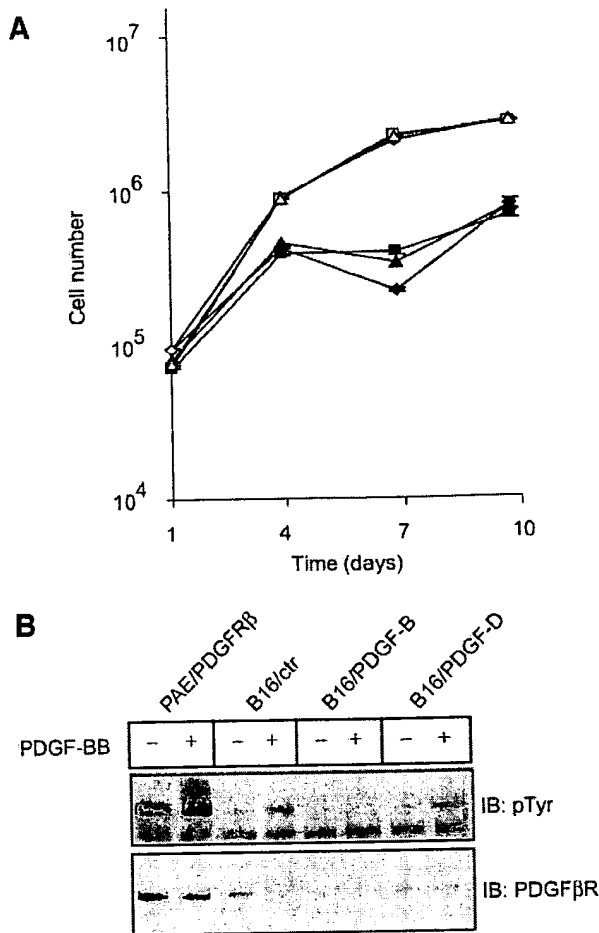 A
10^7
10^6
10^5
10^4
Cell number
1 4 7 10
Time (days)
B
PAE/PDGFRβ
B16/ctr
B16/PDGF-B
B16/PDGF-D
PDGF-BB − + − + − + − +
IB: pTyr
IB: PDGFβR